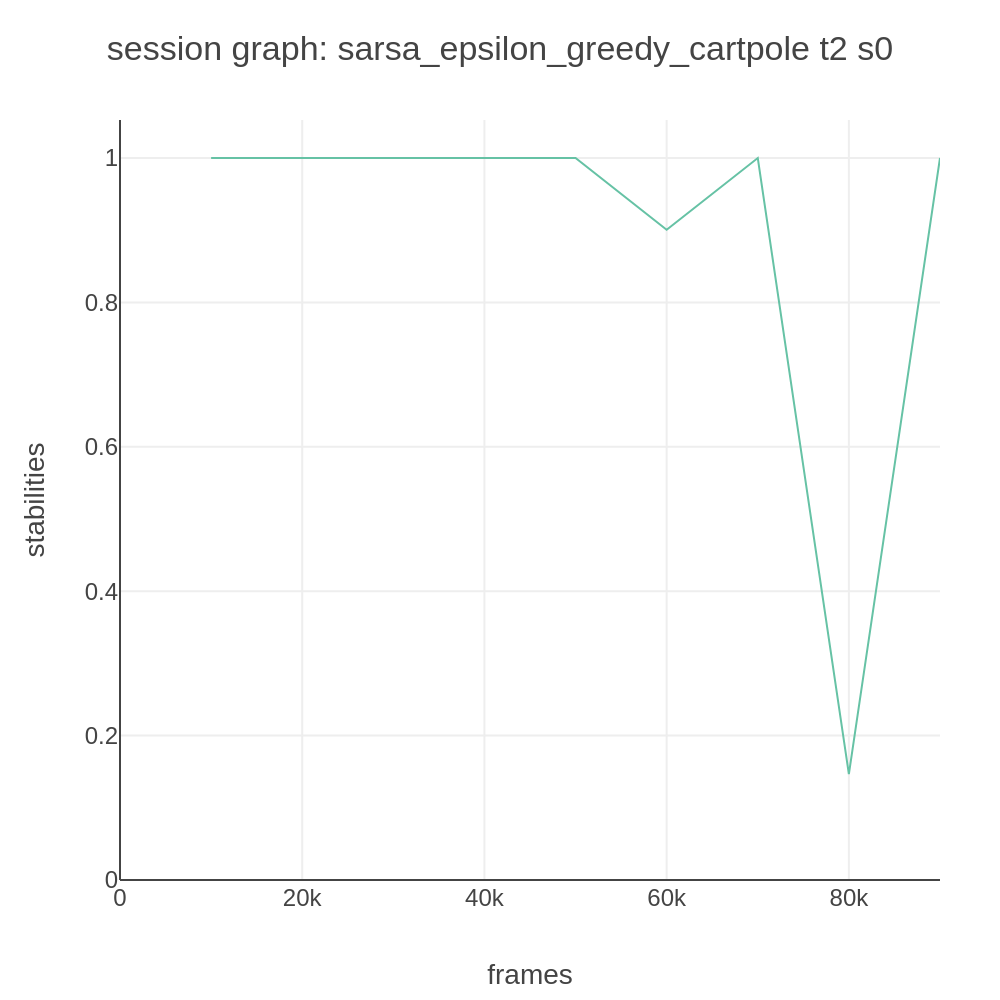 session graph: sarsa_epsilon_greedy_cartpole t2 s0
1
0.8
0.6
0.4
0.2
0
stabilities
0
20k
40k
60k
80k
frames